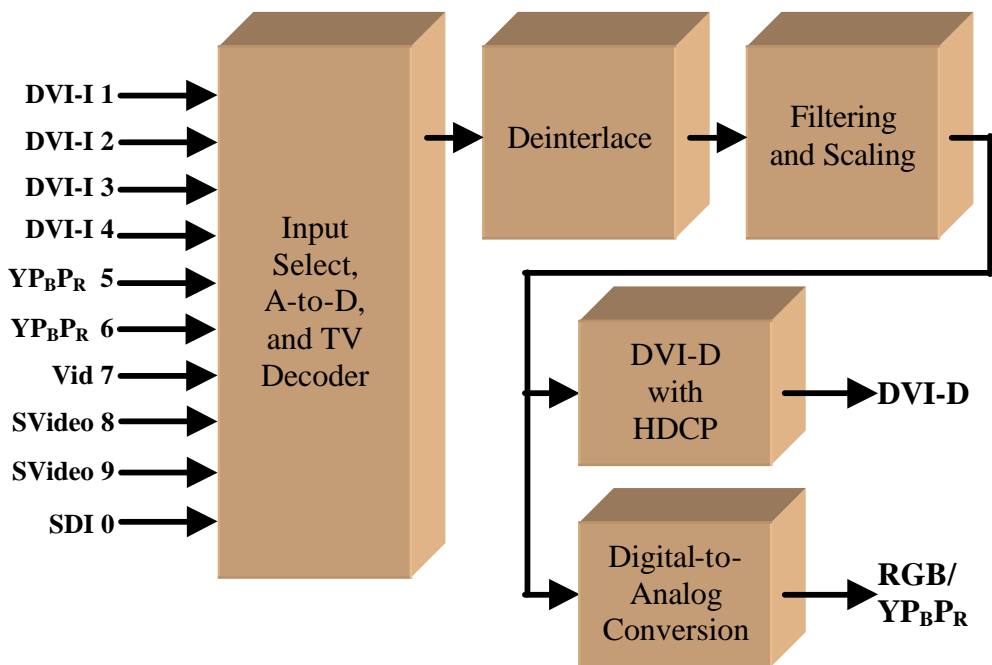 DVI-I 1
DVI-I 2
DVI-I 3
DVI-I 4
YPBPR 5
YPBPR 6
Vid 7
SVideo 8
SVideo 9
SDI 0
Input
Select,
A-to-D,
and TV
Decoder
Deinterlace
Filtering
and Scaling
DVI-D
with
HDCP
DVI-D
Digital-to-
Analog
Conversion
RGB/
YPBPR